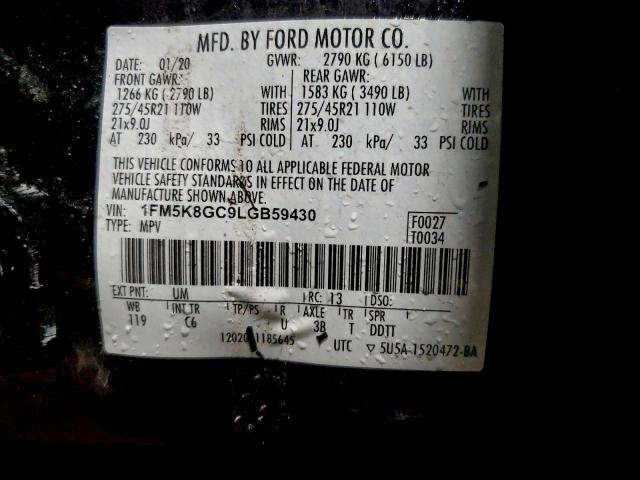 MFD. BY FORD MOTOR CO.
DATE: 01/20 GVWR: 2790 KG ( 6150 LB)
FRONT GAWR: REAR GAWR:
1266 KG ( 2790 LB) WITH 1583 KG ( 3490 LB) WITH
275/45R21 110W TIRES 275/45R21 110W TIRES
21x9.0J RIMS 21x9.0J RIMS
AT 230 kPa/ 33 PSI COLD AT 230 kPa/ 33 PSI COLD
THIS VEHICLE CONFORMS TO ALL APPLICABLE FEDERAL MOTOR
VEHICLE SAFETY STANDARDS IN EFFECT ON THE DATE OF
MANUFACTURE SHOWN ABOVE.
VIN: 1FM5K8GC9LGB59430 F0027
TYPE: MPV T0034
EXT PNT: UM RC: 13 DSO:
WB INT TR TP/PS R AXLE TR SPR
119 C6 U 3B T DDTT
12020 1185645 UTC ▽ 5U5A-1520472-BA